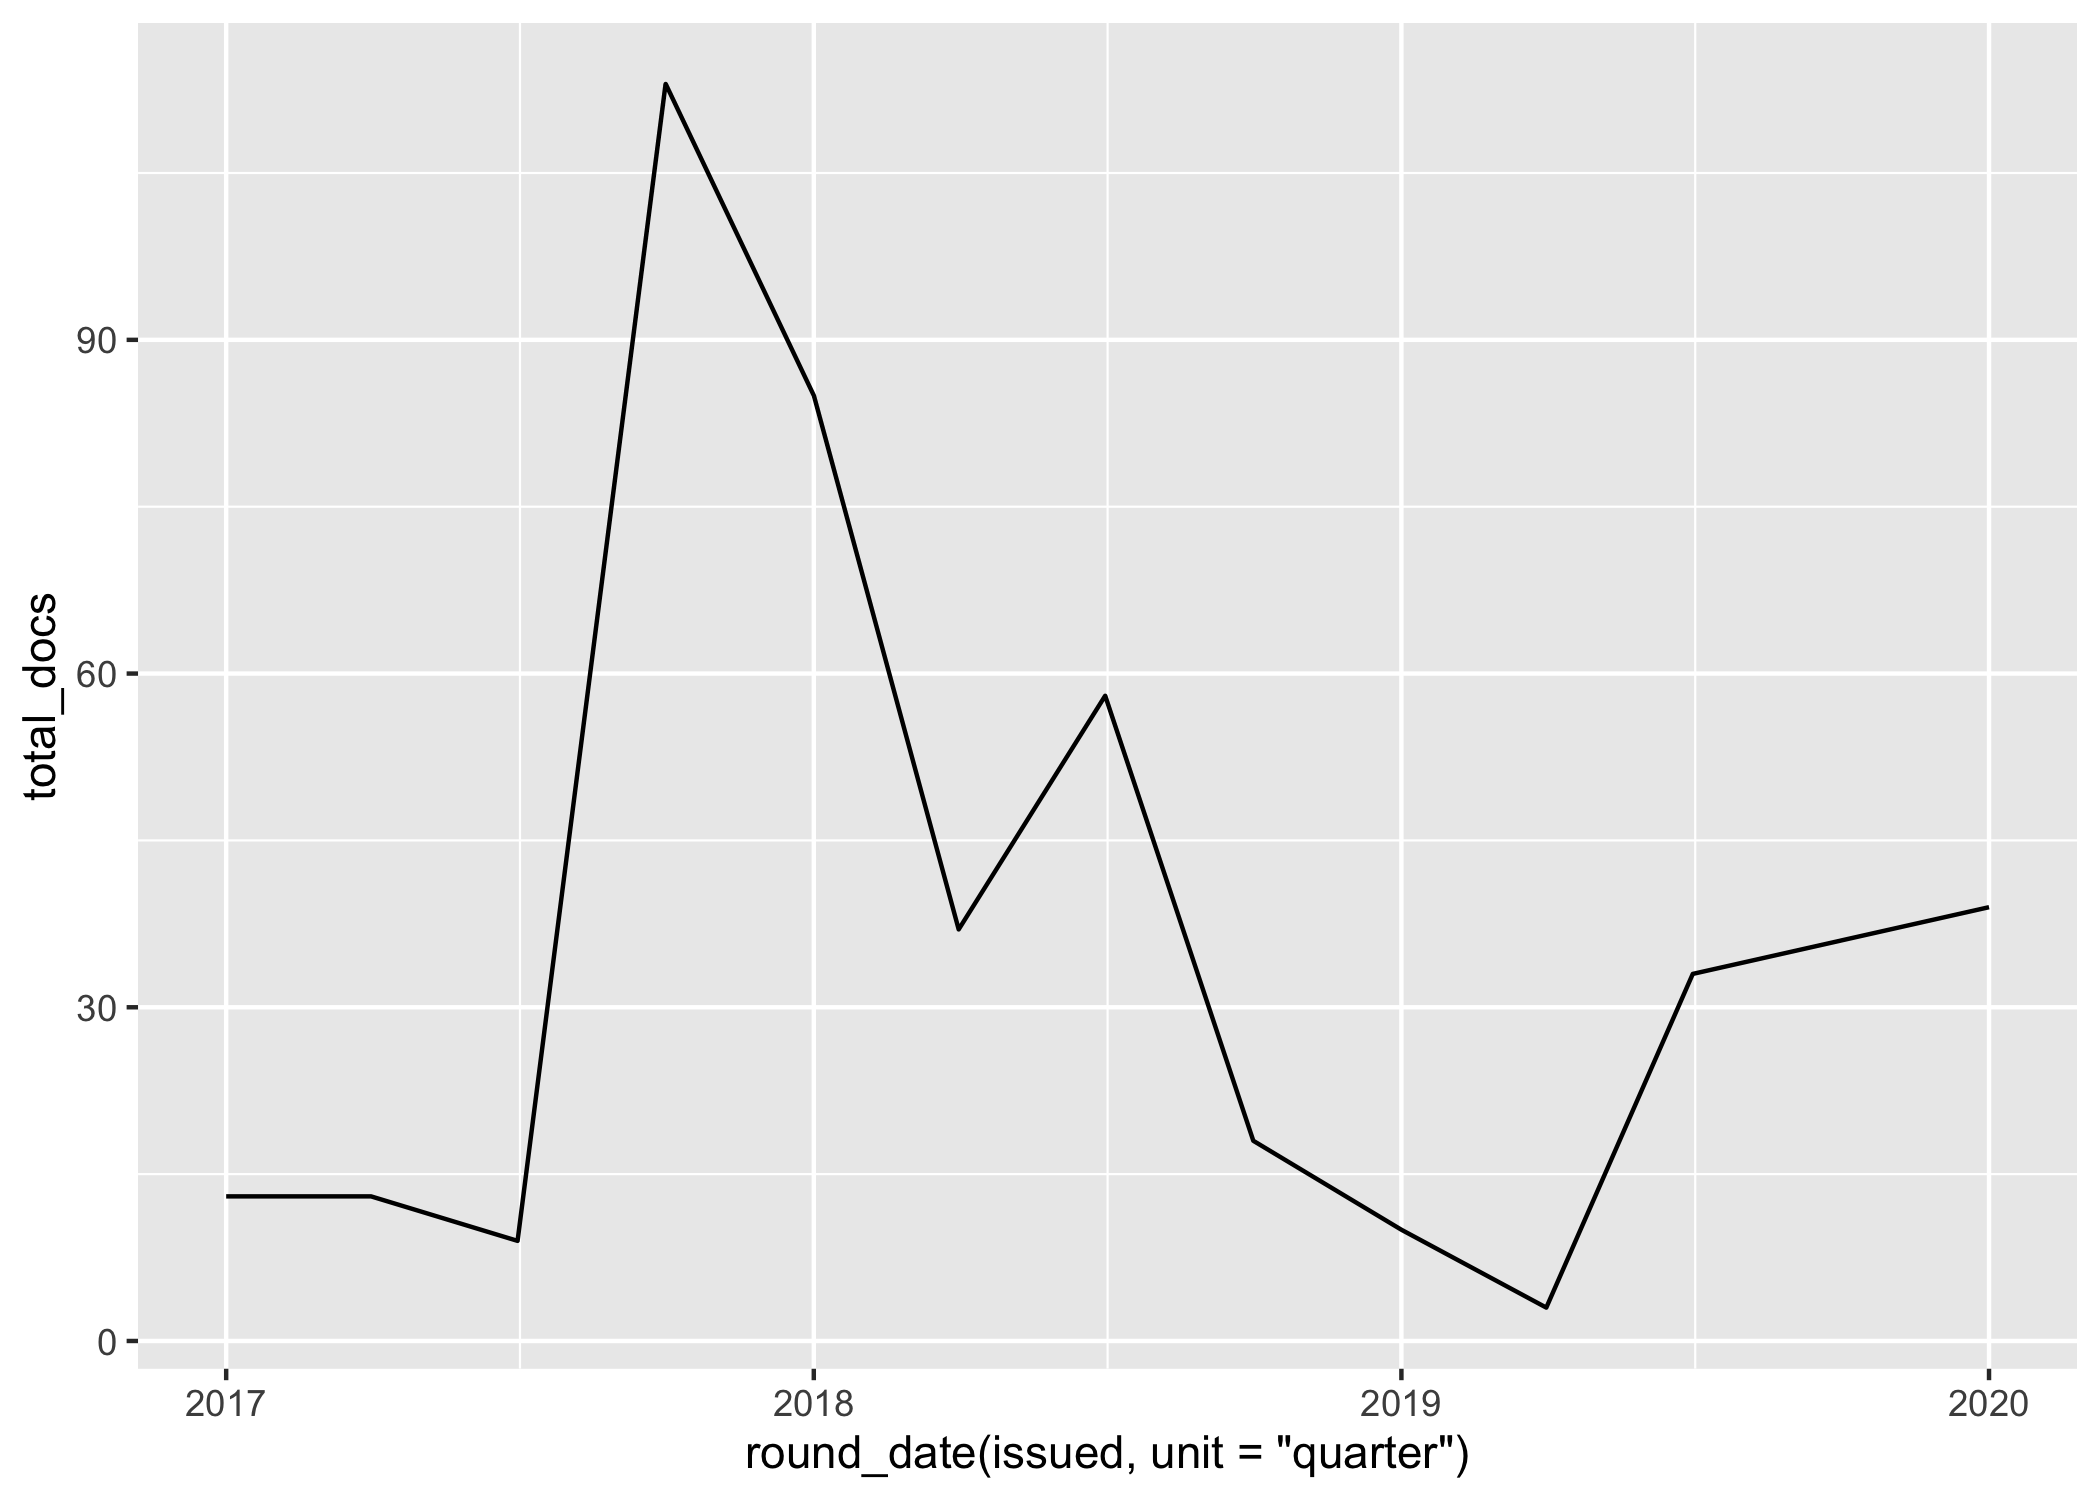 total_docs
90
60
30
0
2017 2018 2019 2020
round_date(issued, unit = "quarter")